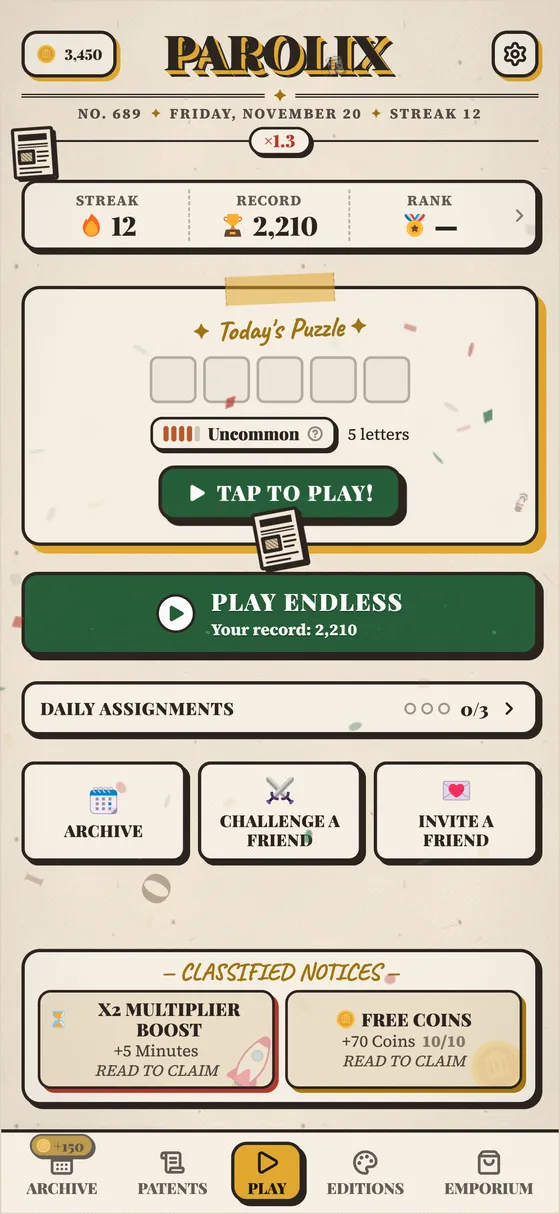 3,450
PAROLIX
NO. 689 ✦ FRIDAY, NOVEMBER 20 ✦ STREAK 12
×1.3
STREAK
12
RECORD
2,210
RANK
—
✦ Today's Puzzle ✦
Uncommon ?
5 letters
TAP TO PLAY!
PLAY ENDLESS
Your record: 2,210
DAILY ASSIGNMENTS
0/3
ARCHIVE
CHALLENGE A
FRIEND
INVITE A
FRIEND
O
— CLASSIFIED NOTICES —
X2 MULTIPLIER
BOOST
+5 Minutes
READ TO CLAIM
FREE COINS
+70 Coins 10/10
READ TO CLAIM
+150
ARCHIVE
PATENTS
PLAY
EDITIONS
EMPORIUM